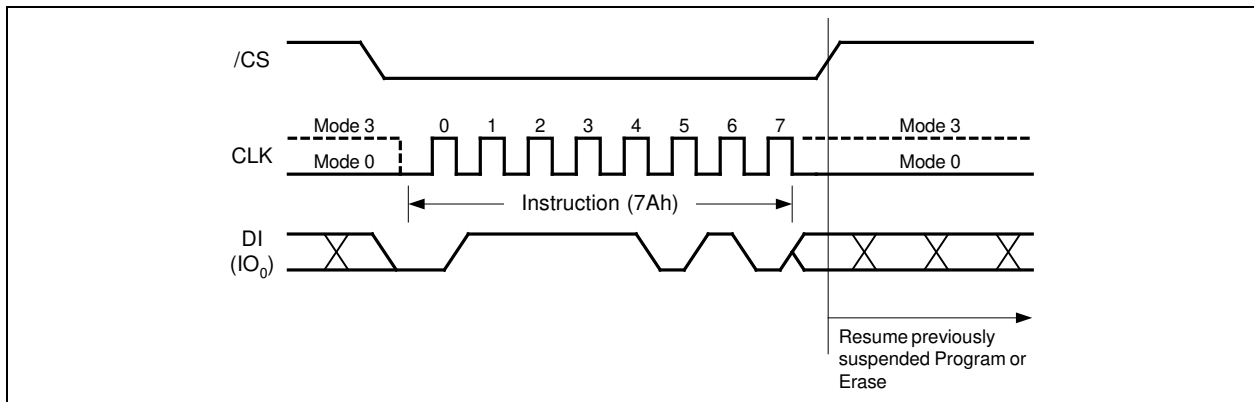 /CS
Mode 3 0 1 2 3 4 5 6 7 Mode 3
CLK
Mode 0 Mode 0
Instruction (7Ah)
DI
(IO0)
Resume previously
suspended Program or
Erase